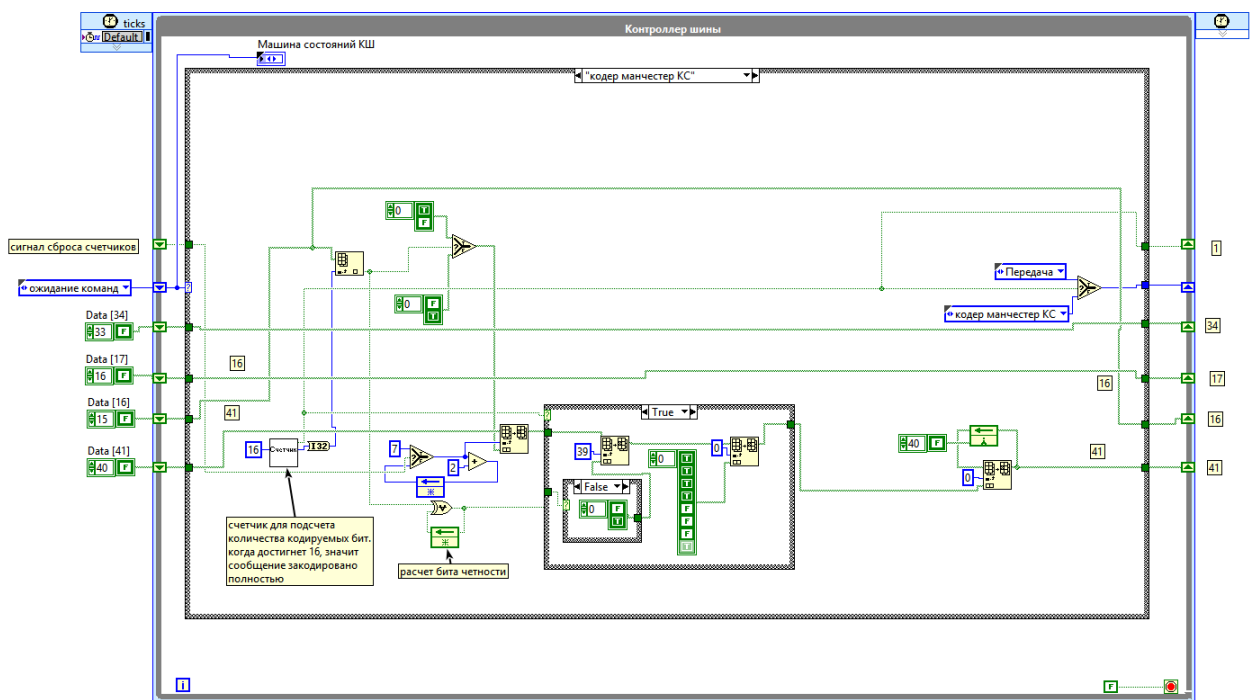 ticks
Default
Контроллер шины
Машина состояний КШ
"кодер манчестер КС"
0
T
F
сигнал сброса счетчиков
1
Передача
ожидание команд
0
F
T
кодер манчестер КС
Data [34]
33
F
34
Data [17]
16
F
16
16
17
Data [16]
15
F
41
True
16
Data [41]
40
F
16
Счетчик
I32
7
2
39
0
T
T
T
T
F
F
F
T
0
40
F
0
41
41
False
0
F
T
счетчик для подсчета
количества кодируемых бит.
когда достигнет 16, значит
сообщение закодировано
полностью
расчет бита четности
i
F